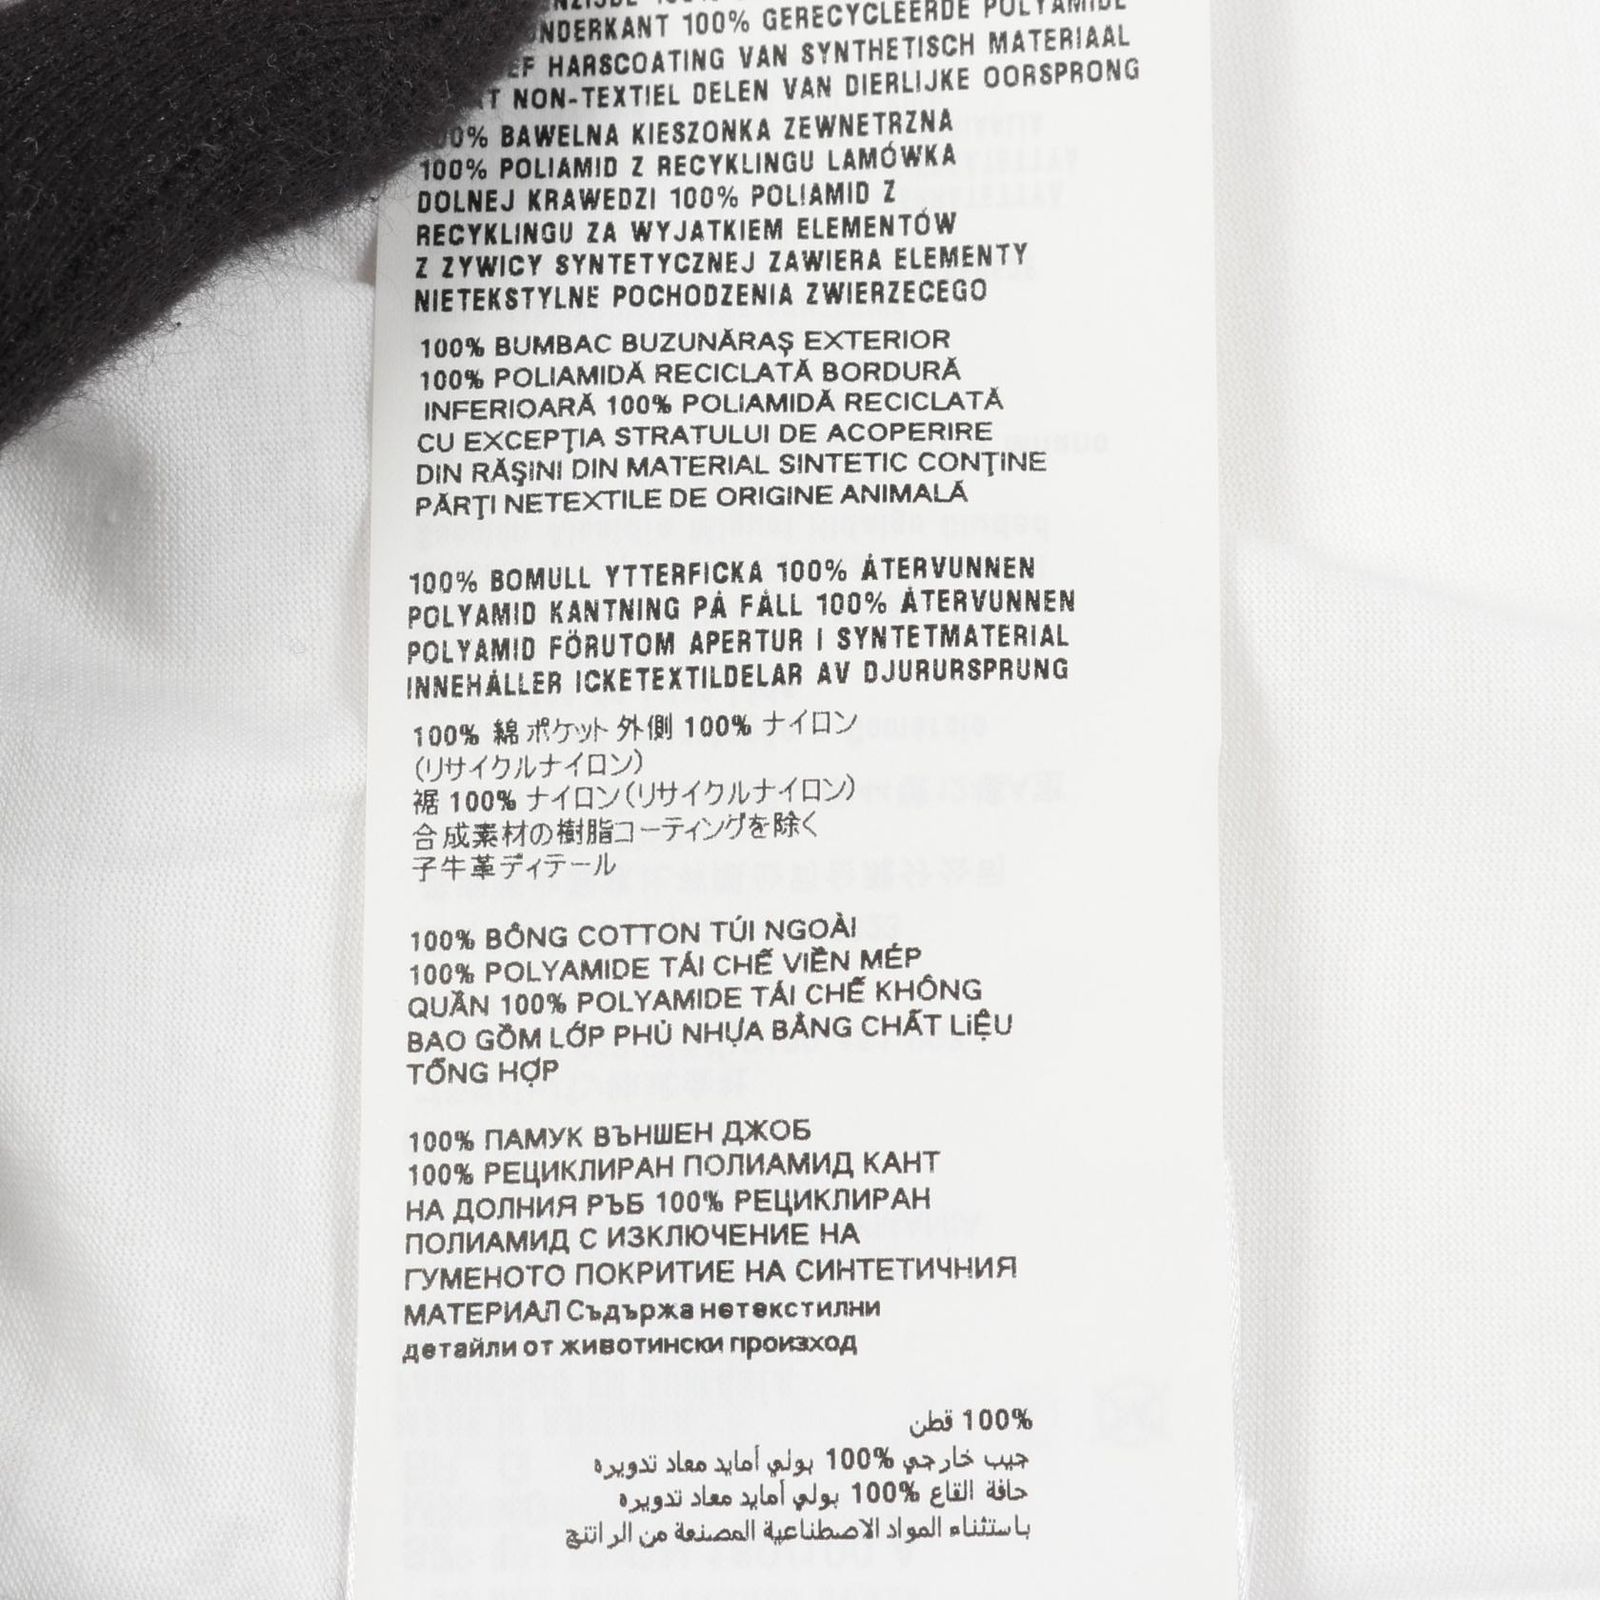 100% GERECYCLEERDE POLYAMIDE
HARSCOATING VAN SYNTHETISCH MATERIAAL
NON-TEXTIEL DELEN VAN DIERLIJKE OORSPRONG
BAWELNA KIESZONKA ZEWNETRZNA
100% POLIAMID Z RECYKLINGU LAMÓWKA
DOLNEJ KRAWEDZI 100% POLIAMID Z
RECYKLINGU ZA WYJATKIEM ELEMENTÓW
Z ZYWICY SYNTETYCZNEJ ZAWIERA ELEMENTY
NIETEKSTYLNE POCHODZENIA ZWIERZECEGO
100% BUMBAC BUZUNĂRAȘ EXTERIOR
100% POLIAMIDĂ RECICLATĂ BORDURĂ
INFERIOARĂ 100% POLIAMIDĂ RECICLATĂ
CU EXCEPȚIA STRATULUI DE ACOPERIRE
DIN RĂȘINI DIN MATERIAL SINTETIC CONȚINE
PĂRȚI NETEXTILE DE ORIGINE ANIMALĂ
100% BOMULL YTTERFICKA 100% ÅTERVUNNEN
POLYAMID KANTNING PÅ FÅLL 100% ÅTERVUNNEN
POLYAMID FÖRUTOM APERTUR I SYNTETMATERIAL
INNEHÅLLER ICKETEXTILDELAR AV DJURURSPRUNG
100% 綿 ポケット 外側 100% ナイロン
(リサイクルナイロン)
裾 100% ナイロン(リサイクルナイロン)
合成素材の樹脂コーティングを除く
子牛革ディテール
100% BÔNG COTTON TÚI NGOÀI
100% POLYAMIDE TÁI CHẾ VIỀN MÉP
QUẦN 100% POLYAMIDE TÁI CHẾ KHÔNG
BAO GỒM LỚP PHỦ NHỰA BẰNG CHẤT LiỆU
TỔNG HỢP
100% ПАМУК ВЪНШЕН ДЖОБ
100% РЕЦИКЛИРАН ПОЛИАМИД КАНТ
НА ДОЛНИЯ РЪБ 100% РЕЦИКЛИРАН
ПОЛИАМИД С ИЗКЛЮЧЕНИЕ НА
ГУМЕНОТО ПОКРИТИЕ НА СИНТЕТИЧНИЯ
МАТЕРИАЛ Съдържа нетекстилни
детайли от животински произход
100% قطن
جيب خارجي 100% بولي أمايد معاد تدويره
حافة القاع 100% بولي أمايد معاد تدويره
باستثناء المواد الاصطناعية المصنعة من الراتنج